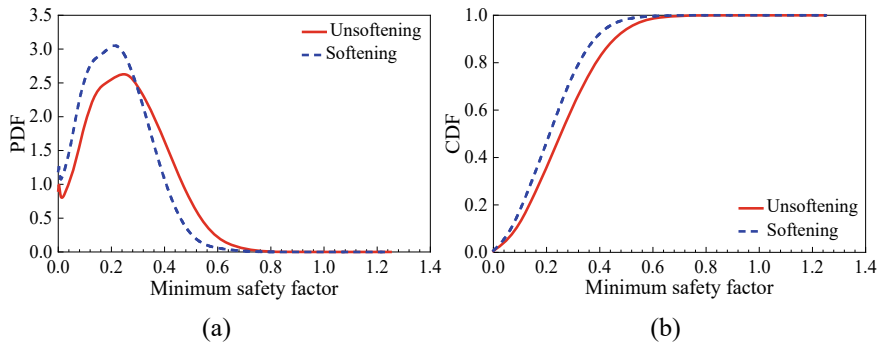 3.5
3.0
2.5
2.0
1.5
1.0
0.5
0.0
PDF
Unsoftening
Softening
0.0 0.2 0.4 0.6 0.8 1.0 1.2 1.4
Minimum safety factor
(a)
1.0
0.8
0.6
0.4
0.2
0.0
CDF
Unsoftening
Softening
0.0 0.2 0.4 0.6 0.8 1.0 1.2 1.4
Minimum safety factor
(b)